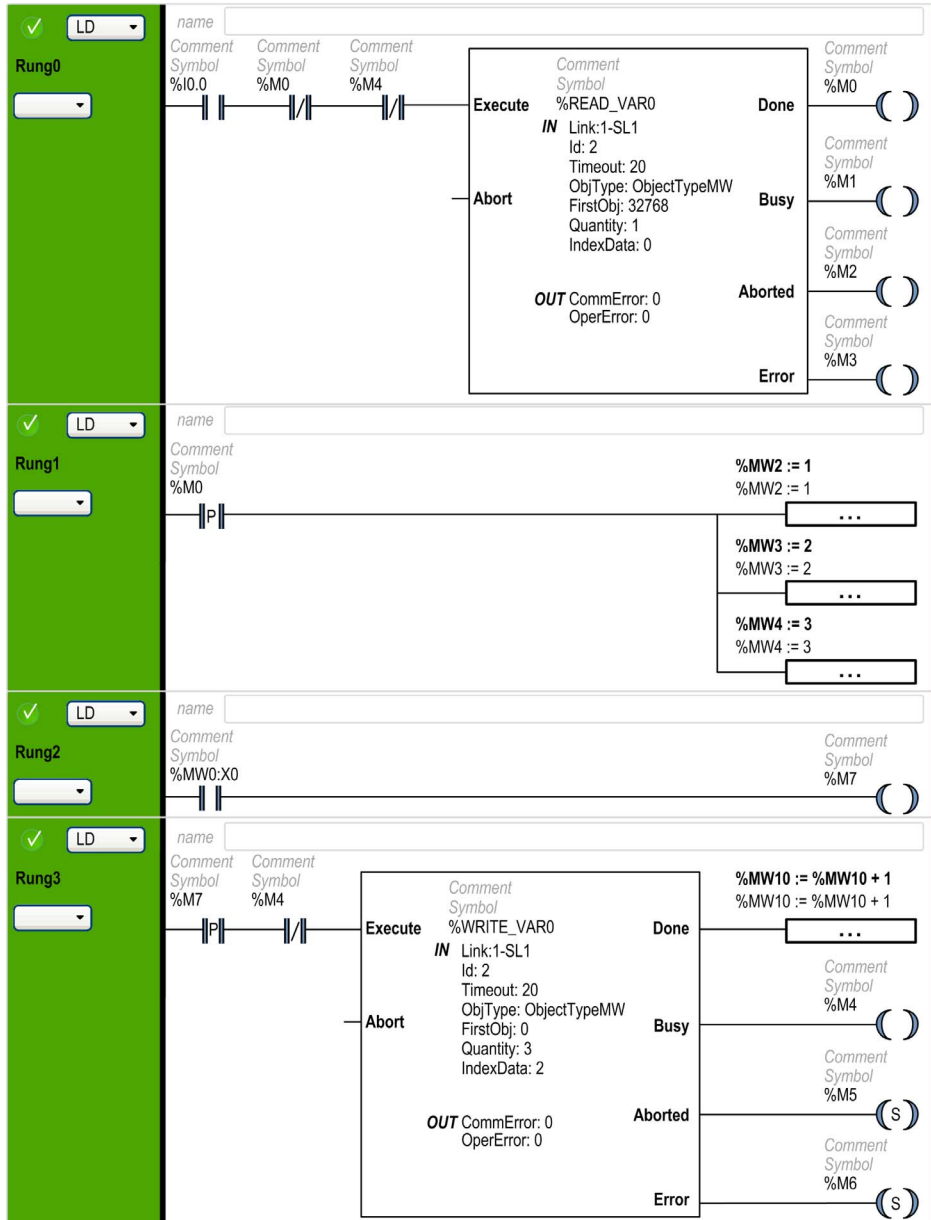 LD
name
Rung0
Comment Comment Comment
Symbol Symbol Symbol
%I0.0 %M0 %M4
Comment
Symbol
Execute %READ_VAR0 Done
IN Link:1-SL1
Id: 2
Timeout: 20
ObjType: ObjectTypeMW
Abort FirstObj: 32768 Busy
Quantity: 1
IndexData: 0
OUT CommError: 0 Aborted
OperError: 0
Error
Comment
Symbol
%M0
Comment
Symbol
%M1
Comment
Symbol
%M2
Comment
Symbol
%M3
LD
name
Rung1
Comment
Symbol
%M0
P
%MW2 := 1
%MW2 := 1
...
%MW3 := 2
%MW3 := 2
...
%MW4 := 3
%MW4 := 3
...
LD
name
Rung2
Comment
Symbol
%MW0:X0
Comment
Symbol
%M7
LD
name
Rung3
Comment Comment
Symbol Symbol
%M7 %M4
P
Comment
Symbol
Execute %WRITE_VAR0 Done
IN Link:1-SL1
Id: 2
Timeout: 20
ObjType: ObjectTypeMW
Abort FirstObj: 0 Busy
Quantity: 3
IndexData: 2
OUT CommError: 0 Aborted
OperError: 0
Error
%MW10 := %MW10 + 1
%MW10 := %MW10 + 1
...
Comment
Symbol
%M4
Comment
Symbol
%M5
S
Comment
Symbol
%M6
S